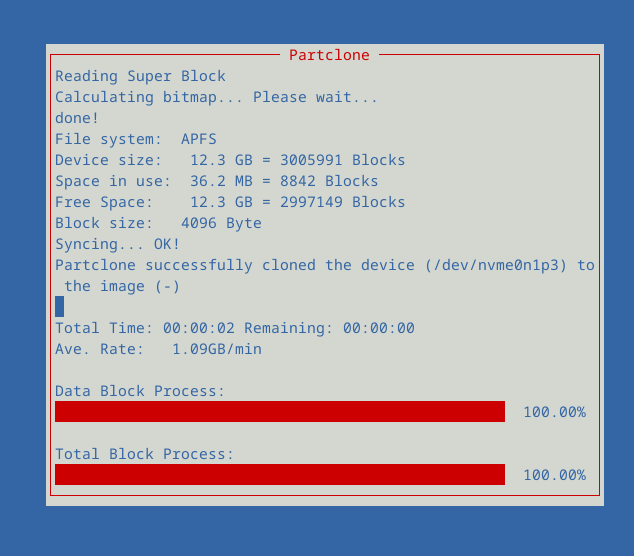 Partclone
Reading Super Block
Calculating bitmap... Please wait...
done!
File system:  APFS
Device size:   12.3 GB = 3005991 Blocks
Space in use:  36.2 MB = 8842 Blocks
Free Space:    12.3 GB = 2997149 Blocks
Block size:   4096 Byte
Syncing... OK!
Partclone successfully cloned the device (/dev/nvme0n1p3) to
 the image (-)
Total Time: 00:00:02 Remaining: 00:00:00
Ave. Rate:   1.09GB/min
Data Block Process:
100.00%
Total Block Process:
100.00%